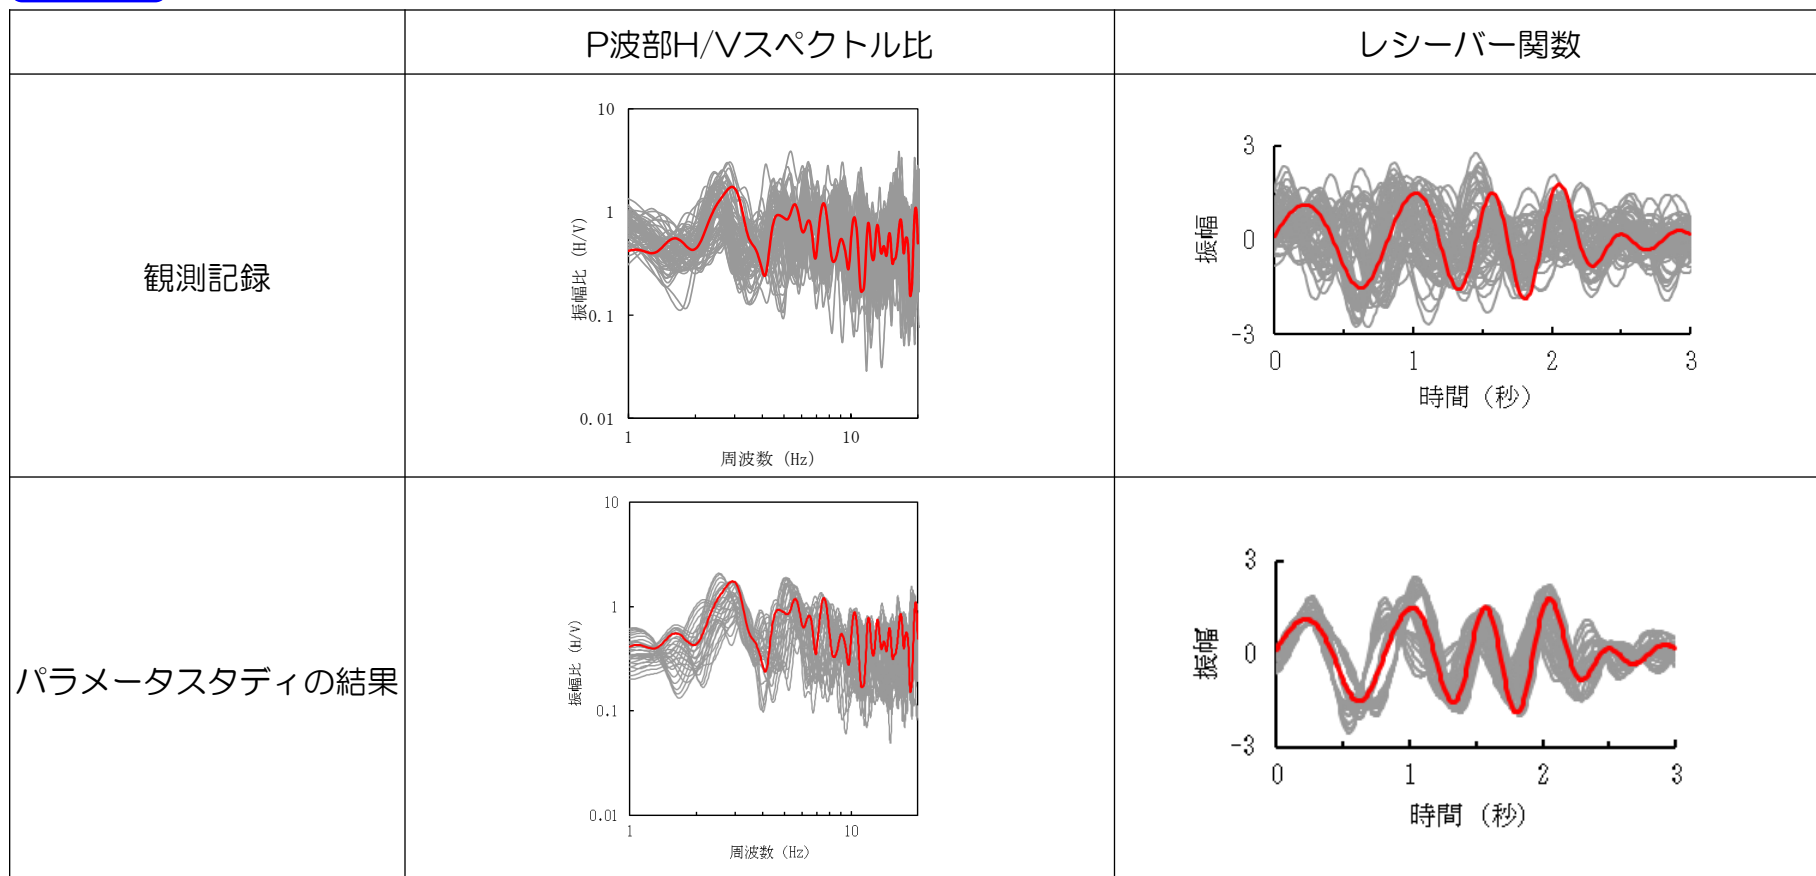 P波部H/Vスペクトル比
レシーバー関数
観測記録
10
1
0.1
0.01
振幅比 (H/V)
1
10
周波数 (Hz)
3
0
-3
振幅
0
1
2
3
時間 (秒)
パラメータスタディの結果
10
1
0.1
0.01
振幅比 (H/V)
1
10
周波数 (Hz)
3
0
-3
振幅
0
1
2
3
時間 (秒)